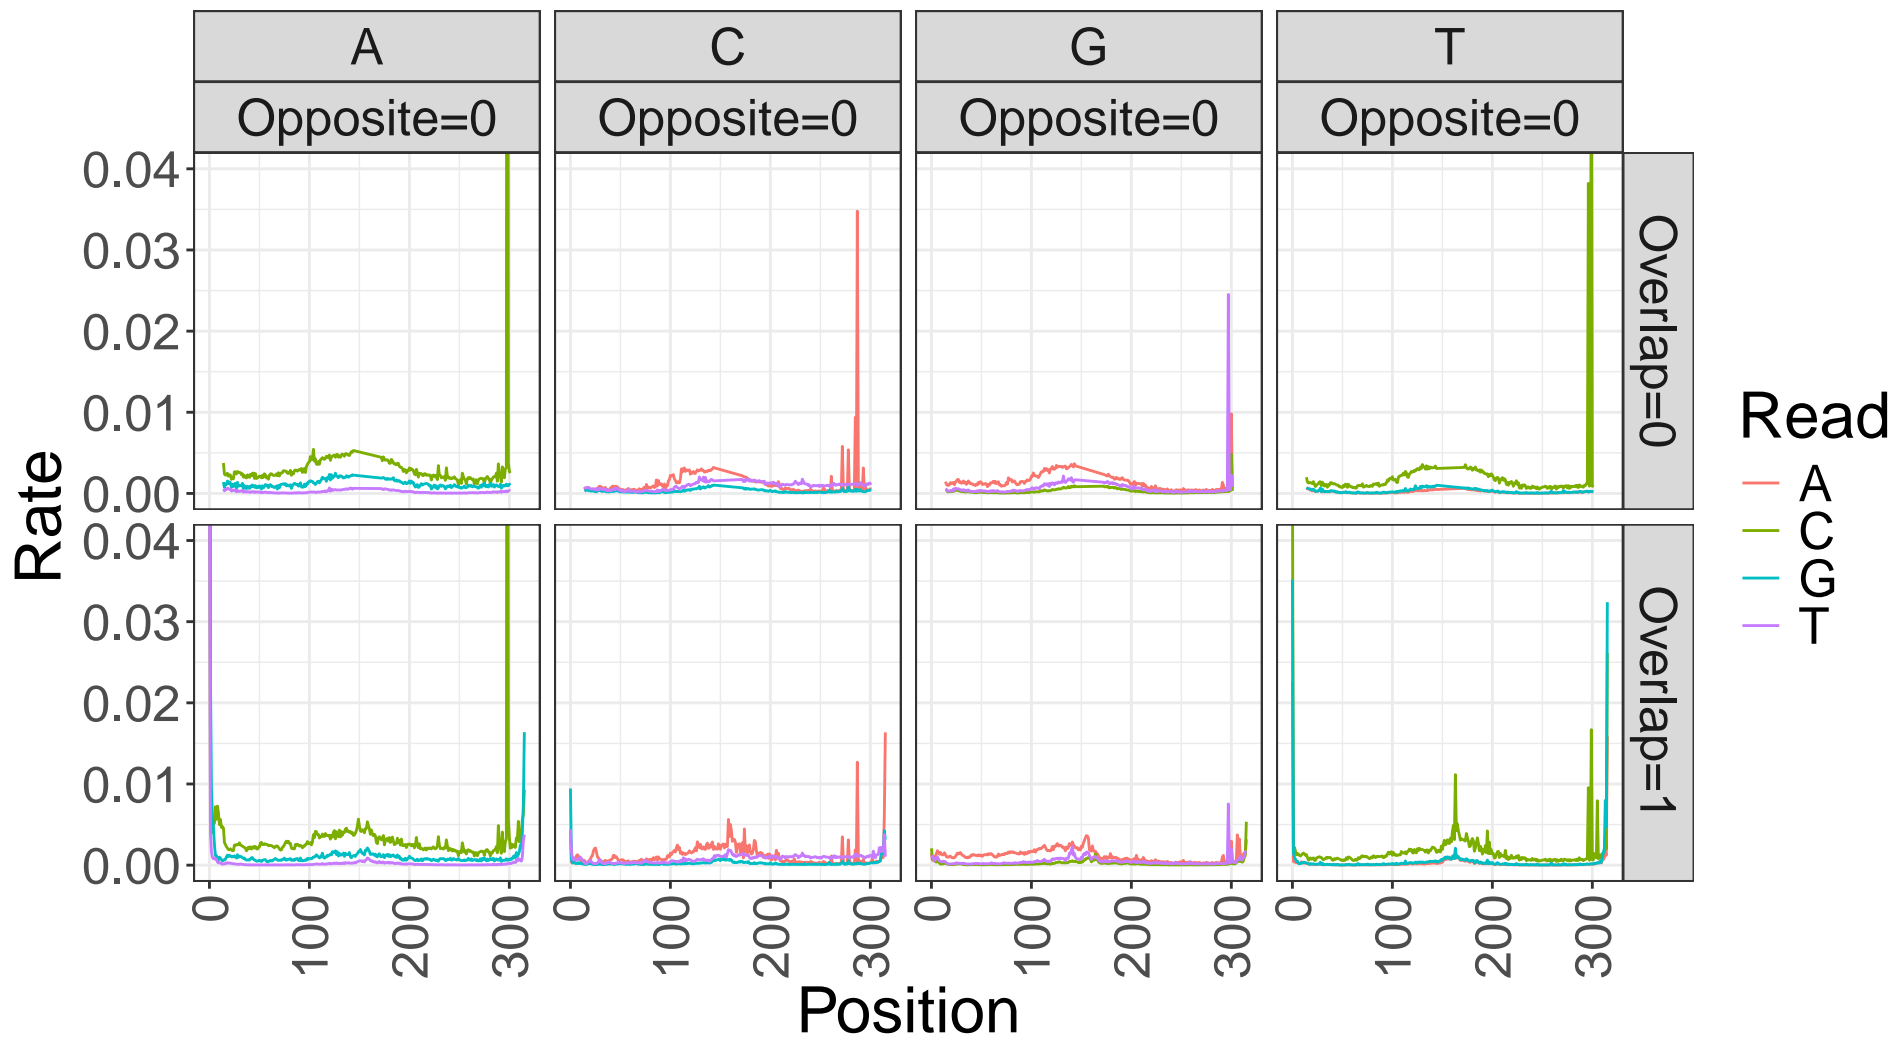 A C G T
Opposite=0 Opposite=0 Opposite=0 Opposite=0
0.04
0.03
0.02
0.01
0.00
Overlap=0
0.04
0.03
0.02
0.01
0.00
Overlap=1
Rate
0 100 200 300 0 100 200 300 0 100 200 300 0 100 200 300
Position
Read
A
C
G
T